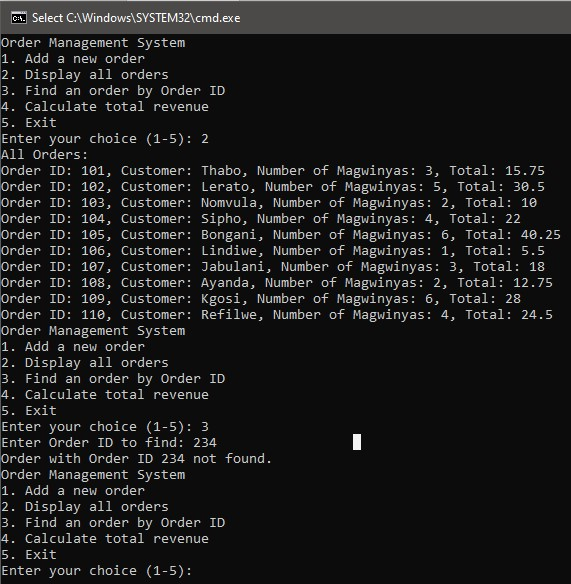 Select C:\Windows\SYSTEM32\cmd.exe
Order Management System
1. Add a new order
2. Display all orders
3. Find an order by Order ID
4. Calculate total revenue
5. Exit
Enter your choice (1-5): 2
All Orders:
Order ID: 101, Customer: Thabo, Number of Magwinyas: 3, Total: 15.75
Order ID: 102, Customer: Lerato, Number of Magwinyas: 5, Total: 30.5
Order ID: 103, Customer: Nomvula, Number of Magwinyas: 2, Total: 10
Order ID: 104, Customer: Sipho, Number of Magwinyas: 4, Total: 22
Order ID: 105, Customer: Bongani, Number of Magwinyas: 6, Total: 40.25
Order ID: 106, Customer: Lindiwe, Number of Magwinyas: 1, Total: 5.5
Order ID: 107, Customer: Jabulani, Number of Magwinyas: 3, Total: 18
Order ID: 108, Customer: Ayanda, Number of Magwinyas: 2, Total: 12.75
Order ID: 109, Customer: Kgosi, Number of Magwinyas: 6, Total: 28
Order ID: 110, Customer: Refilwe, Number of Magwinyas: 4, Total: 24.5
Order Management System
1. Add a new order
2. Display all orders
3. Find an order by Order ID
4. Calculate total revenue
5. Exit
Enter your choice (1-5): 3
Enter Order ID to find: 234
Order with Order ID 234 not found.
Order Management System
1. Add a new order
2. Display all orders
3. Find an order by Order ID
4. Calculate total revenue
5. Exit
Enter your choice (1-5):